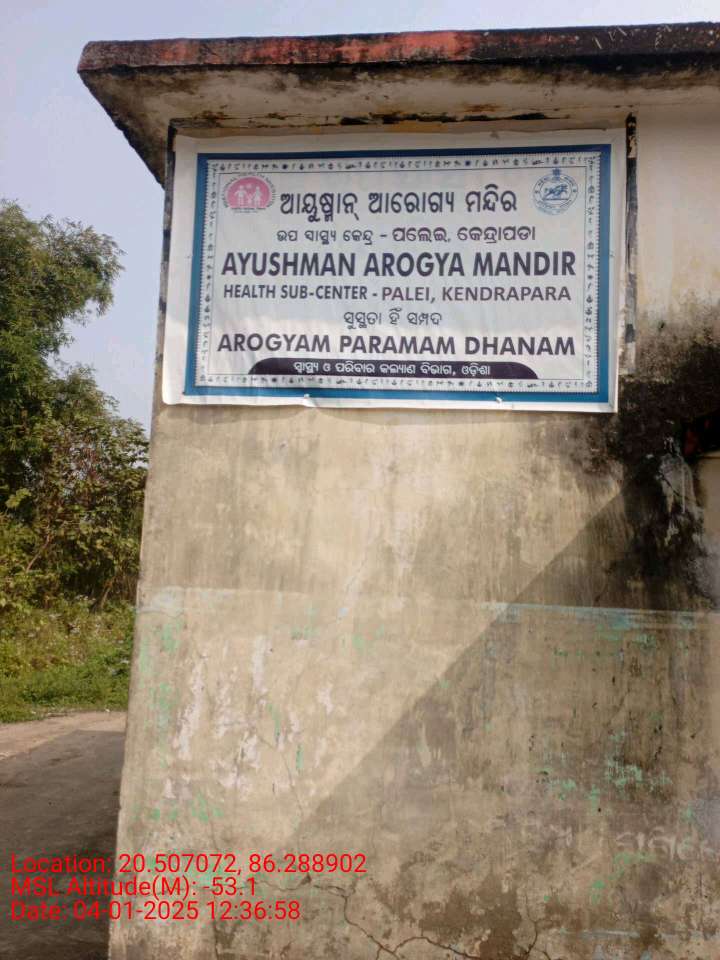 ଆୟୁଷ୍ମାନ୍ ଆରୋଗ୍ୟ ମନ୍ଦିର
ଉପ ସ୍ୱାସ୍ଥ୍ୟ କେନ୍ଦ୍ର - ପଲେଇ, କେନ୍ଦ୍ରାପଡା
AYUSHMAN AROGYA MANDIR
HEALTH SUB-CENTER - PALEI, KENDRAPARA
ସୁସ୍ଥତା ହିଁ ସମ୍ପଦ
AROGYAM PARAMAM DHANAM
ସ୍ୱାସ୍ଥ୍ୟ ଓ ପରିବାର କଲ୍ୟାଣ ବିଭାଗ, ଓଡ଼ିଶା
Location: 20.507072, 86.288902
MSL Altitude(M): -53.1
Date: 04-01-2025 12:36:58